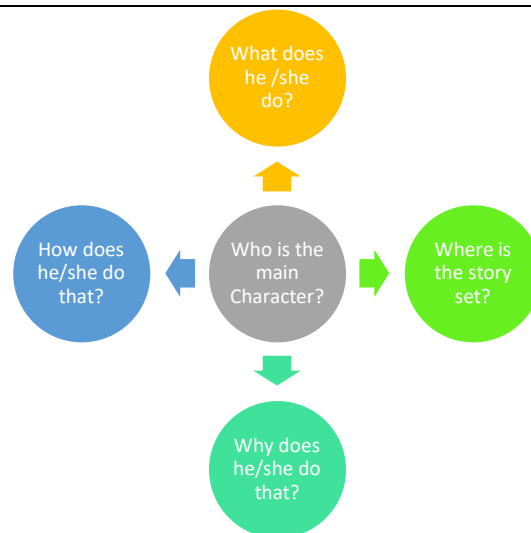 What does
he /she
do?
How does
he/she do
that?
Who is the
main
Character?
Where is
the story
set?
Why does
he/she do
that?